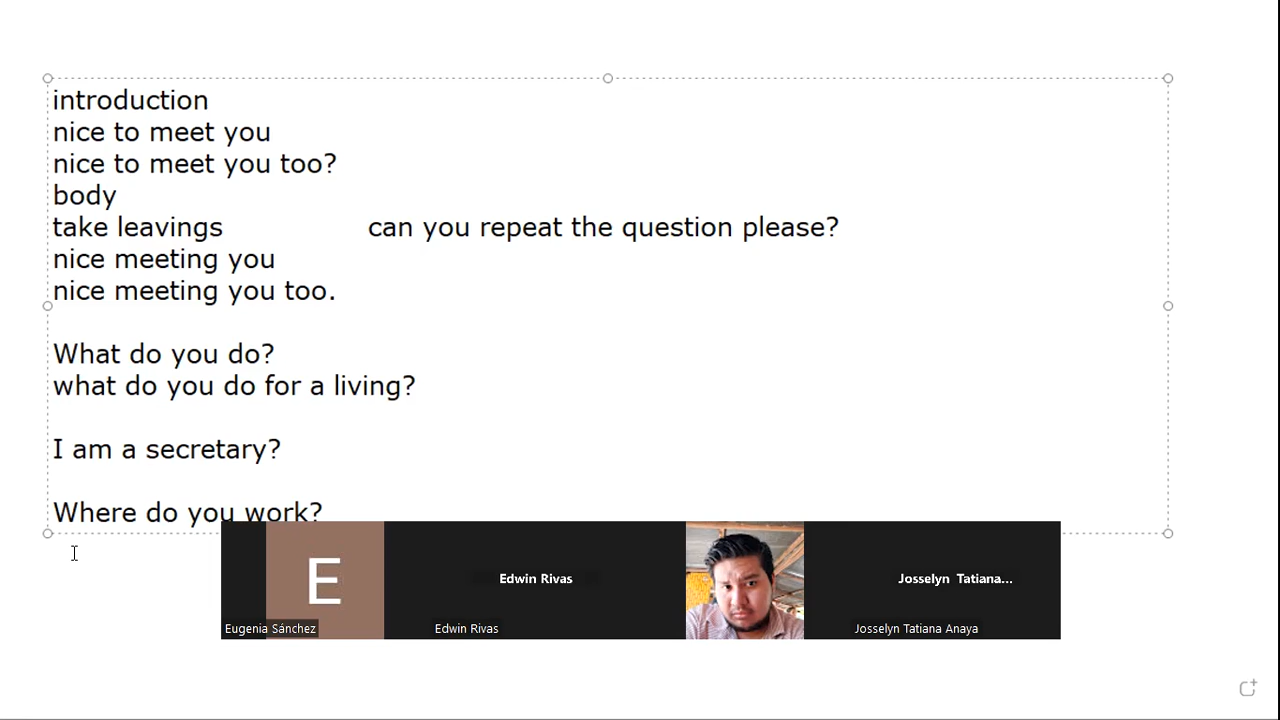 introduction
nice to meet you
nice to meet you too?
body
take leavings can you repeat the question please?
nice meeting you
nice meeting you too.
What do you do?
what do you do for a living?
I am a secretary?
Where do you work?
E
Edwin Rivas
Josselyn Tatiana...
Eugenia Sánchez
Edwin Rivas
Josselyn Tatiana Anaya